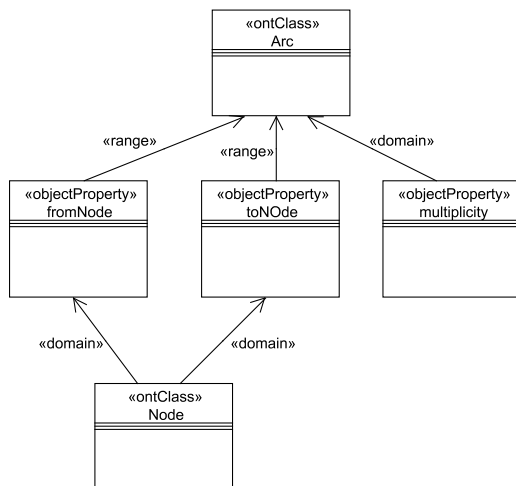 «ontClass»
Arc
«range»
«range»
«domain»
«objectProperty»
fromNode
«objectProperty»
toNOde
«objectProperty»
multiplicity
«domain»
«domain»
«ontClass»
Node